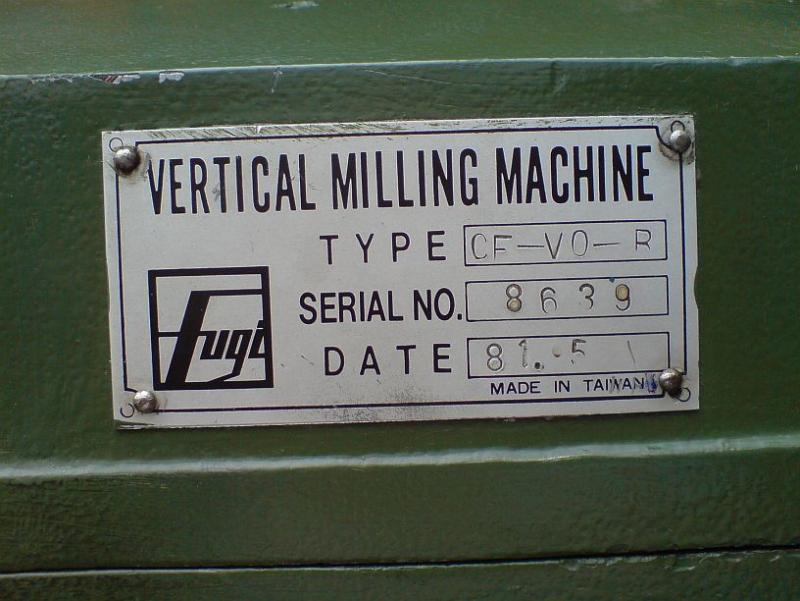 VERTICAL MILLING MACHINE
TYPE CF-VO-R
Fugi
SERIAL NO. 8639
DATE 81.5
MADE IN TAIWAN